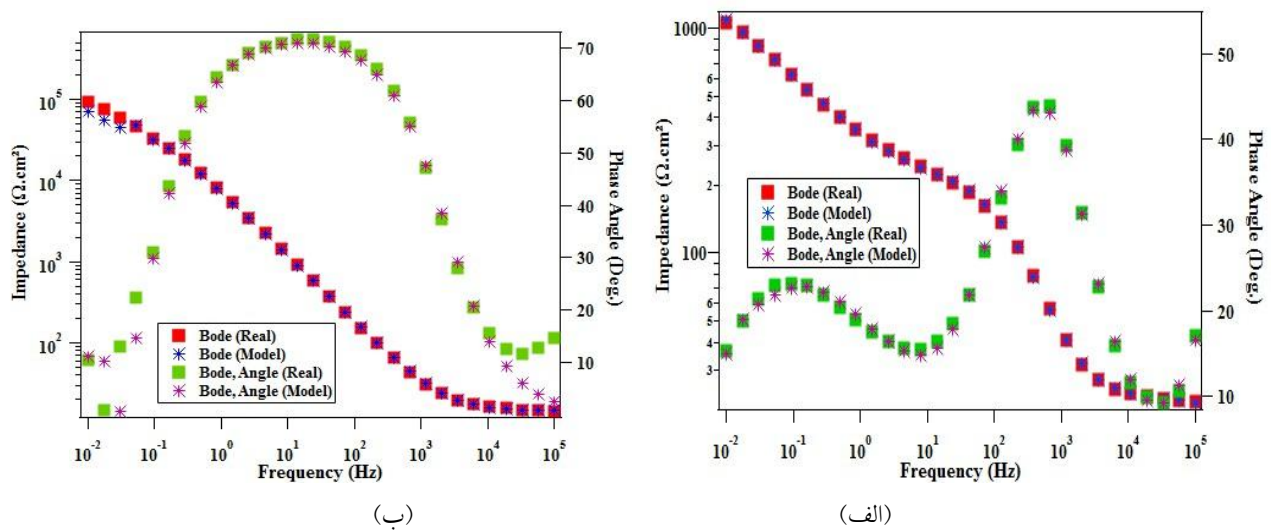 Impedance (Ω.cm²)
10⁵
10⁴
10³
10²
70
60
50
40
30
20
10
Phase Angle (Deg.)
Bode (Real)
Bode (Model)
Bode, Angle (Real)
Bode, Angle (Model)
10⁻² 10⁻¹ 10⁰ 10¹ 10² 10³ 10⁴ 10⁵
Frequency (Hz)
(ب)
Impedance (Ω.cm²)
1000
6
5
4
3
2
100
6
5
4
3
50
40
30
20
10
Phase Angle (Deg.)
Bode (Real)
Bode (Model)
Bode, Angle (Real)
Bode, Angle (Model)
10⁻² 10⁻¹ 10⁰ 10¹ 10² 10³ 10⁴ 10⁵
Frequency (Hz)
(الف)